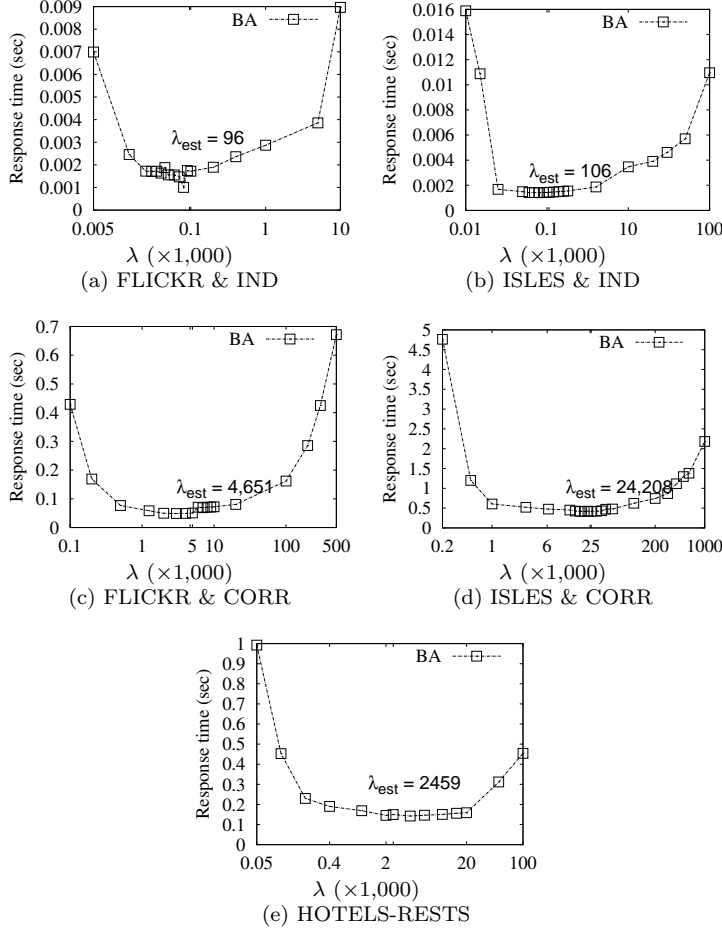 0.009
0.007
0.005
0.004
0.003
0.002
0.001
0
Response time (sec)
BA
λest = 96
0.005 0.1 1 10
λ (×1,000)
(a) FLICKR & IND
0.016
0.014
0.012
0.01
0.008
0.006
0.004
0.002
0
Response time (sec)
BA
λest = 106
0.01 0.1 10 100
λ (×1,000)
(b) ISLES & IND
0.7
0.6
0.5
0.4
0.3
0.2
0.1
0
Response time (sec)
BA
λest = 4,651
0.1 1 5 10 100 500
λ (×1,000)
(c) FLICKR & CORR
5
4.5
4
3.5
3
2.5
2
1.5
1
0.5
0
Response time (sec)
BA
λest = 24,208
0.2 1 6 25 200 1000
λ (×1,000)
(d) ISLES & CORR
1
0.9
0.8
0.7
0.6
0.5
0.4
0.3
0.2
0.1
0
Response time (sec)
BA
λest = 2459
0.05 0.4 2 20 100
λ (×1,000)
(e) HOTELS-RESTS